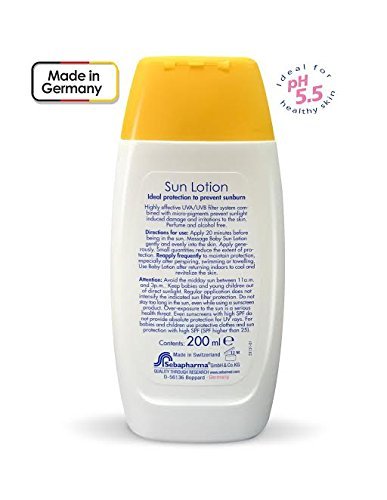 Made in
Germany
Ideal for
pH
5.5
healthy skin
Sun Lotion
Ideal protection to prevent sunburn
Highly effective UVA/UVB filter system com-
bined with micro-pigments prevent sunlight
induced damage and irritations to the skin.
Perfume and alcohol free.
Directions for use: Apply 20 minutes before
being in the sun. Massage Baby Sun Lotion
gently and evenly into the skin. Apply gene-
rously. Small quantities reduce the protective
effect. Reapply frequently to maintain protection,
especially after perspiring, swimming or towelling.
Use Baby Lotion after returning indoors to cool and
revitalize the skin.
Attention: Avoid the midday sun between 11a.m.
and 3p.m.. Keep babies and young children out
of direct sunlight. Regular application does not
intensify the indicated sun filter protection. Do not
stay too long in the sun, even while using a sunscreen
product. Over-exposure to the sun is a serious
health threat. Even sunscreens with high SPF do
not provide absolute protection for UV rays. For
babies and children use protective clothes and sun
protection with high SPF (SPF higher than 25).
Contents: 200 ml e
Made in Switzerland
12 M
Sebapharma GmbH & Co.KG
QUALITY THROUGH RESEARCH www.sebamed.com
D-56136 Boppard Germany